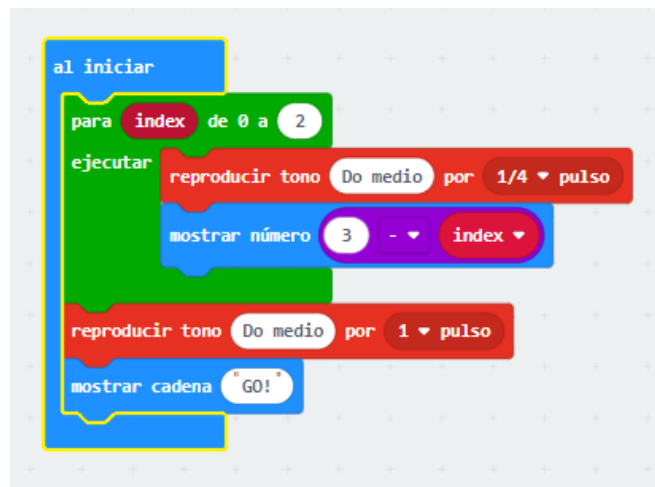 al iniciar
para index de 0 a 2
ejecutar
reproducir tono Do medio por 1/4 pulso
mostrar número 3 - index
reproducir tono Do medio por 1 pulso
mostrar cadena "GO!"